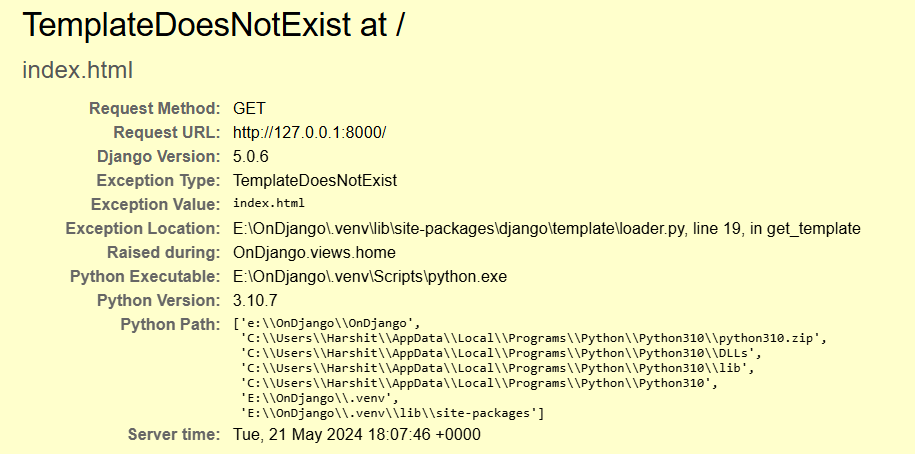 TemplateDoesNotExist at /
index.html
Request Method: GET
Request URL: http://127.0.0.1:8000/
Django Version: 5.0.6
Exception Type: TemplateDoesNotExist
Exception Value: index.html
Exception Location: E:\OnDjango\.venv\lib\site-packages\django\template\loader.py, line 19, in get_template
Raised during: OnDjango.views.home
Python Executable: E:\OnDjango\.venv\Scripts\python.exe
Python Version: 3.10.7
Python Path: ['e:\\OnDjango\\OnDjango',
'C:\\Users\\Harshit\\AppData\\Local\\Programs\\Python\\Python310\\python310.zip',
'C:\\Users\\Harshit\\AppData\\Local\\Programs\\Python\\Python310\\DLLs',
'C:\\Users\\Harshit\\AppData\\Local\\Programs\\Python\\Python310\\lib',
'C:\\Users\\Harshit\\AppData\\Local\\Programs\\Python\\Python310',
'E:\\OnDjango\\.venv',
'E:\\OnDjango\\.venv\\lib\\site-packages']
Server time: Tue, 21 May 2024 18:07:46 +0000